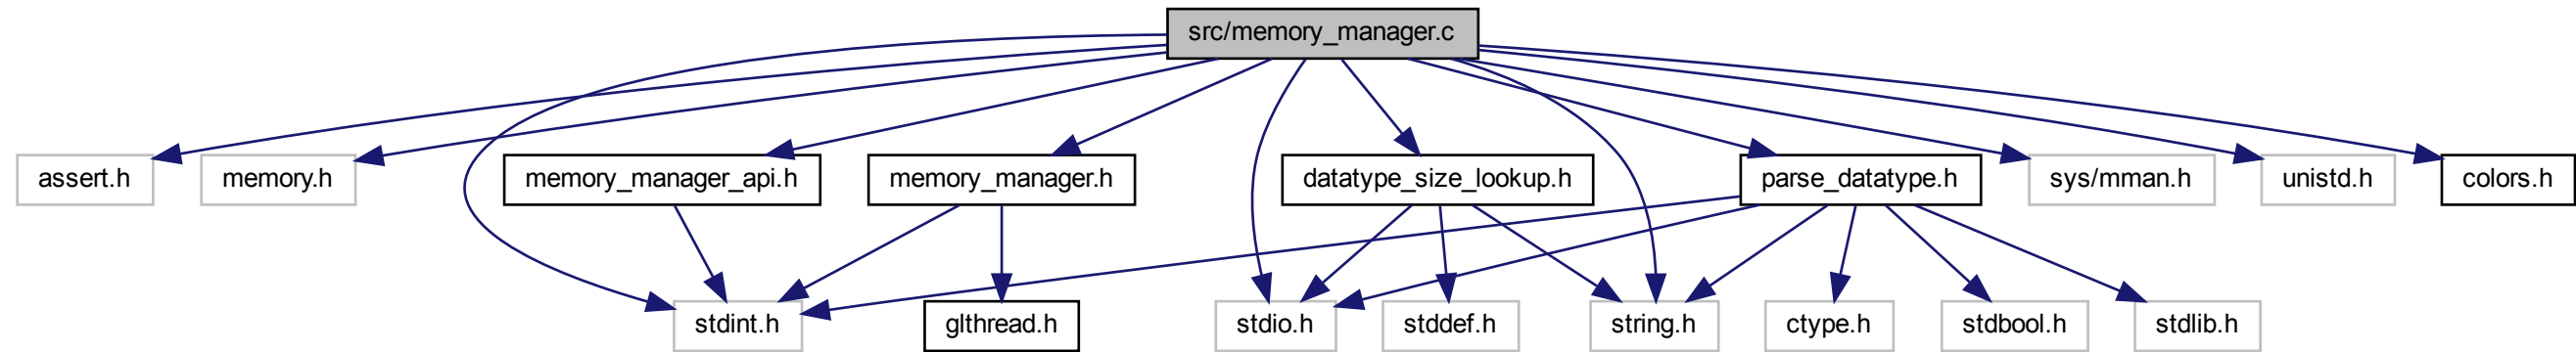 src/memory_manager.c
assert.h
memory.h
memory_manager_api.h
memory_manager.h
datatype_size_lookup.h
parse_datatype.h
sys/mman.h
unistd.h
colors.h
stdint.h
glthread.h
stdio.h
stddef.h
string.h
ctype.h
stdbool.h
stdlib.h